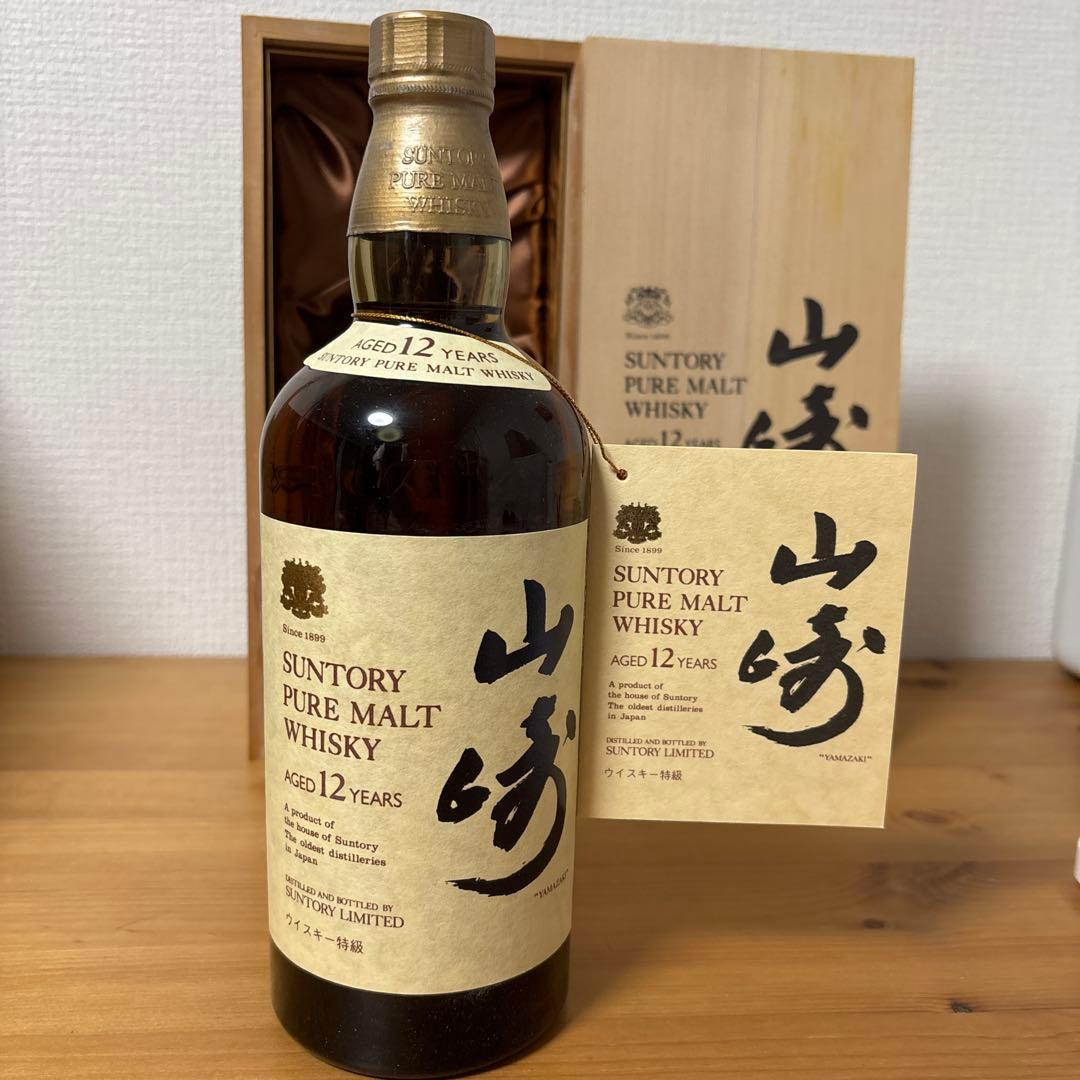 SUNTORY
PURE MALT
WHISKY
AGED 12 YEARS
SUNTORY PURE MALT WHISKY
Since 1899
SUNTORY
PURE MALT
WHISKY
AGED 12 YEARS
A product of
the house of Suntory
The oldest distilleries
in Japan
DISTILLED AND BOTTLED BY
SUNTORY LIMITED
ウイスキー特級
山崎
"YAMAZAKI"
Since 1899
SUNTORY
PURE MALT
WHISKY
AGED 12 YEARS
山崎
Since 1899
SUNTORY
PURE MALT
WHISKY
AGED 12 YEARS
A product of
the house of Suntory
The oldest distilleries
in Japan
DISTILLED AND BOTTLED BY
SUNTORY LIMITED
ウイスキー特級
山崎
"YAMAZAKI"